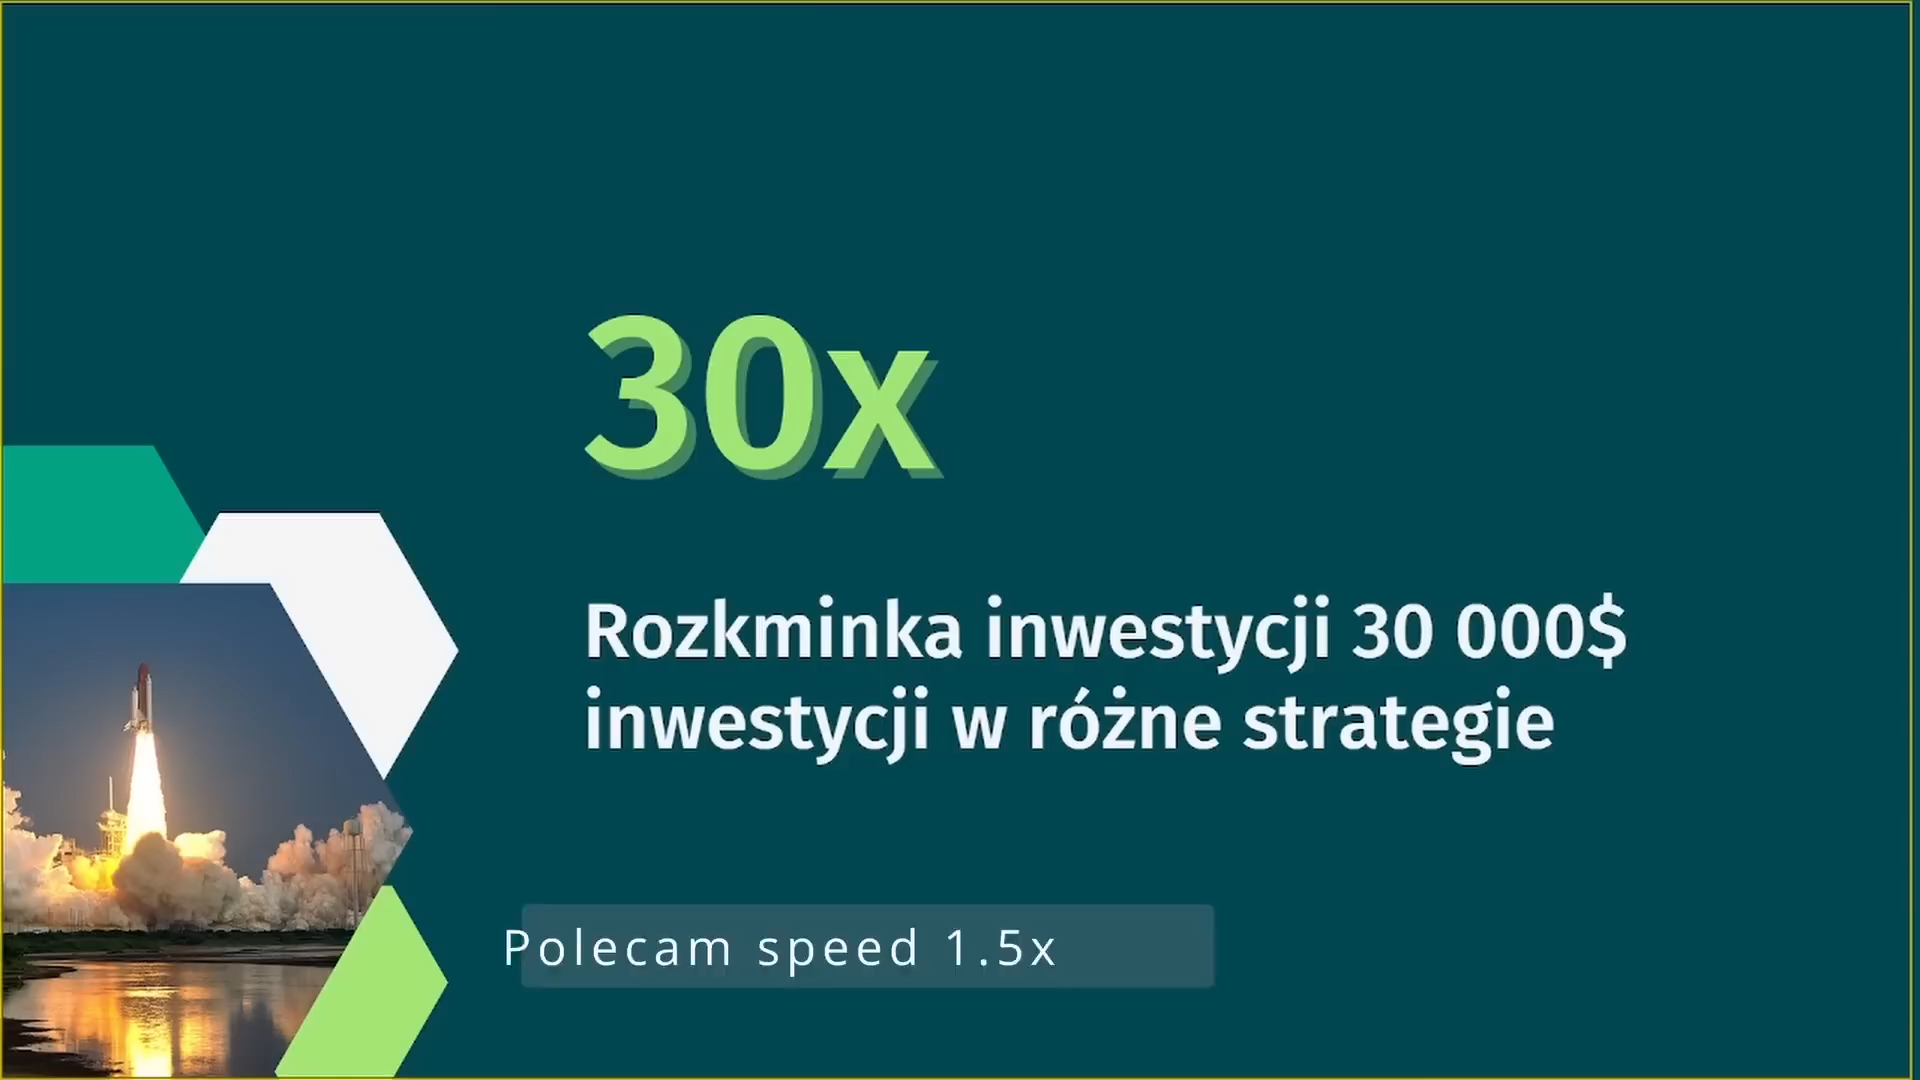 30x
Rozkminka inwestycji 30 000$
inwestycji w różne strategie
Polecam speed 1.5x